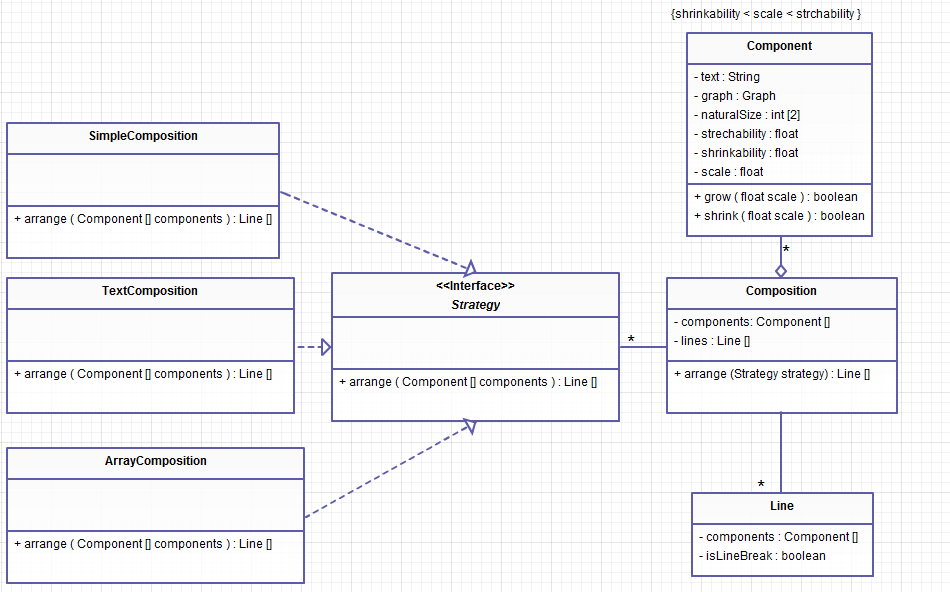 {shrinkability < scale < strchability }
Component
- text : String
- graph : Graph
- naturalSize : int [2]
- strechability : float
- shrinkability : float
- scale : float
+ grow ( float scale ) : boolean
+ shrink ( float scale ) : boolean
SimpleComposition
+ arrange ( Component [] components ) : Line []
TextComposition
+ arrange ( Component [] components ) : Line []
ArrayComposition
+ arrange ( Component [] components ) : Line []
<<Interface>>
Strategy
+ arrange ( Component [] components ) : Line []
*
*
Composition
- components: Component []
- lines : Line []
+ arrange (Strategy strategy) : Line []
*
Line
- components : Component []
- isLineBreak : boolean